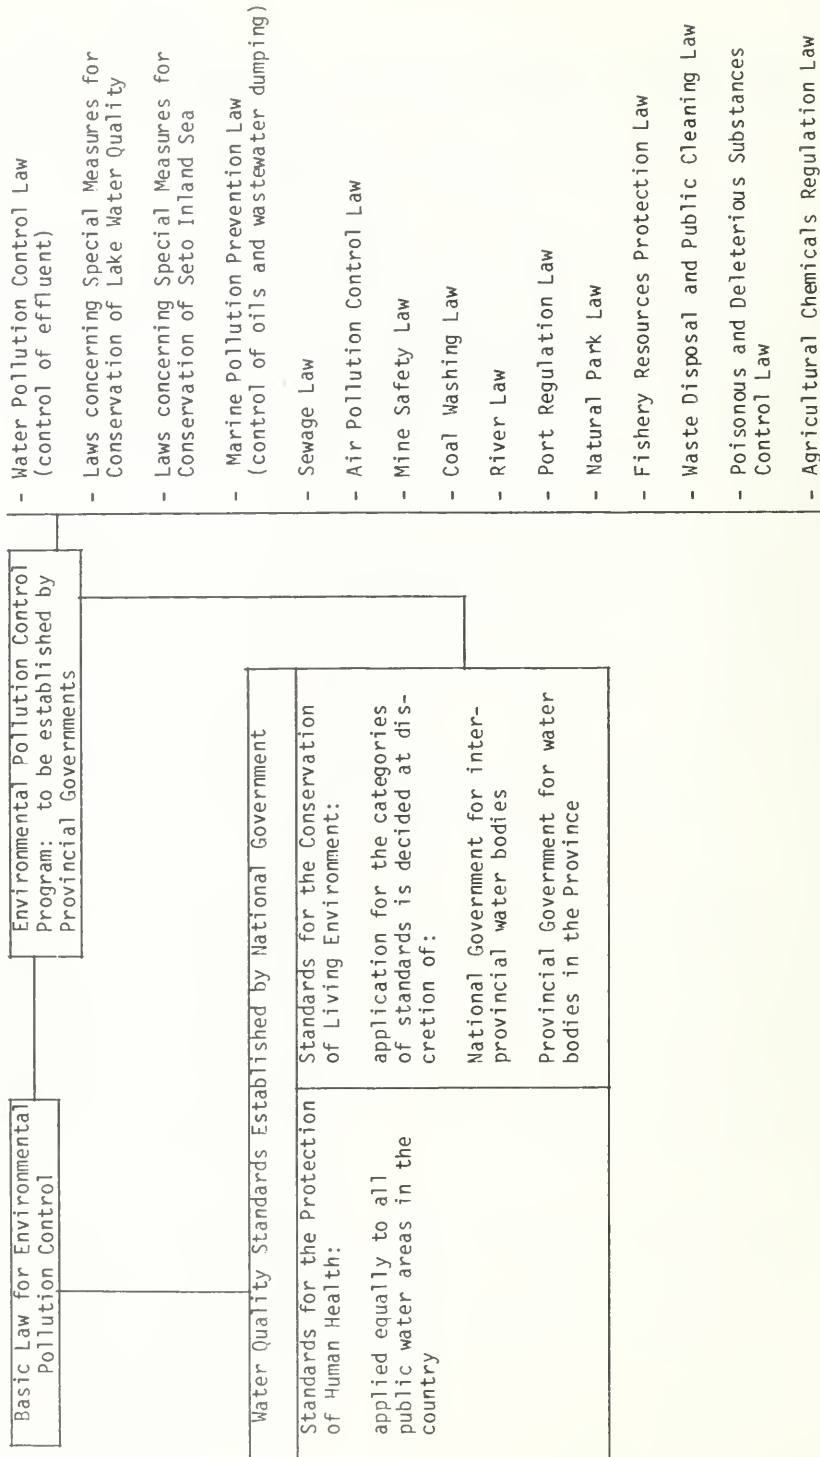 Basic Law for Environmental
Pollution Control
Environmental Pollution Control
Program: to be established by
Provincial Governments
Water Quality Standards Established by National Government
Standards for the Protection
of Human Health:
applied equally to all
public water areas in the
country
Standards for the Conservation
of Living Environment:
application for the categories
of standards is decided at dis-
cretion of:
National Government for inter-
provincial water bodies
Provincial Government for water
bodies in the Province
- Water Pollution Control Law
(control of effluent)
- Laws concerning Special Measures for
Conservation of Lake Water Quality
- Laws concerning Special Measures for
Conservation of Seto Inland Sea
- Marine Pollution Prevention Law
(control of oils and wastewater dumping)
- Sewage Law
- Air Pollution Control Law
- Mine Safety Law
- Coal Washing Law
- River Law
- Port Regulation Law
- Natural Park Law
- Fishery Resources Protection Law
- Waste Disposal and Public Cleaning Law
- Poisonous and Deleterious Substances
Control Law
- Agricultural Chemicals Regulation Law